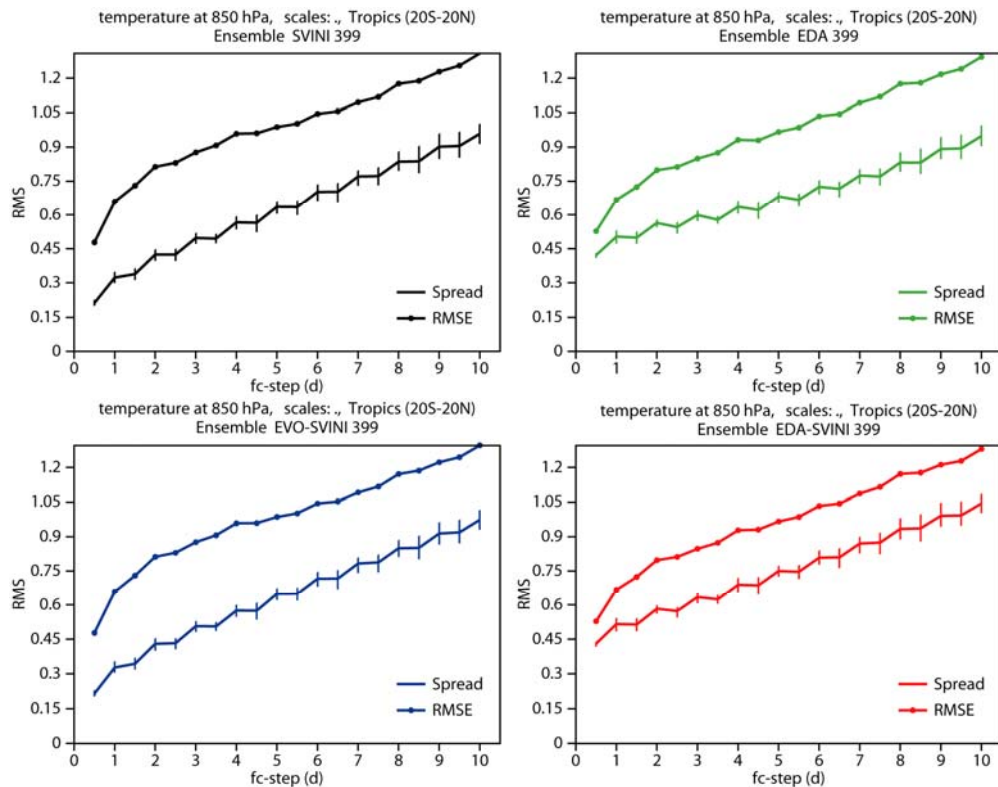 temperature at 850 hPa, scales: ., Tropics (20S-20N)
Ensemble SVINI 399
RMS
1.2
1.05
0.9
0.75
0.6
0.45
0.3
0.15
0
Spread
RMSE
0 1 2 3 4 5 6 7 8 9 10
fc-step (d)
temperature at 850 hPa, scales: ., Tropics (20S-20N)
Ensemble EDA 399
RMS
1.2
1.05
0.9
0.75
0.6
0.45
0.3
0.15
0
Spread
RMSE
0 1 2 3 4 5 6 7 8 9 10
fc-step (d)
temperature at 850 hPa, scales: ., Tropics (20S-20N)
Ensemble EVO-SVINI 399
RMS
1.2
1.05
0.9
0.75
0.6
0.45
0.3
0.15
0
Spread
RMSE
0 1 2 3 4 5 6 7 8 9 10
fc-step (d)
temperature at 850 hPa, scales: ., Tropics (20S-20N)
Ensemble EDA-SVINI 399
RMS
1.2
1.05
0.9
0.75
0.6
0.45
0.3
0.15
0
Spread
RMSE
0 1 2 3 4 5 6 7 8 9 10
fc-step (d)